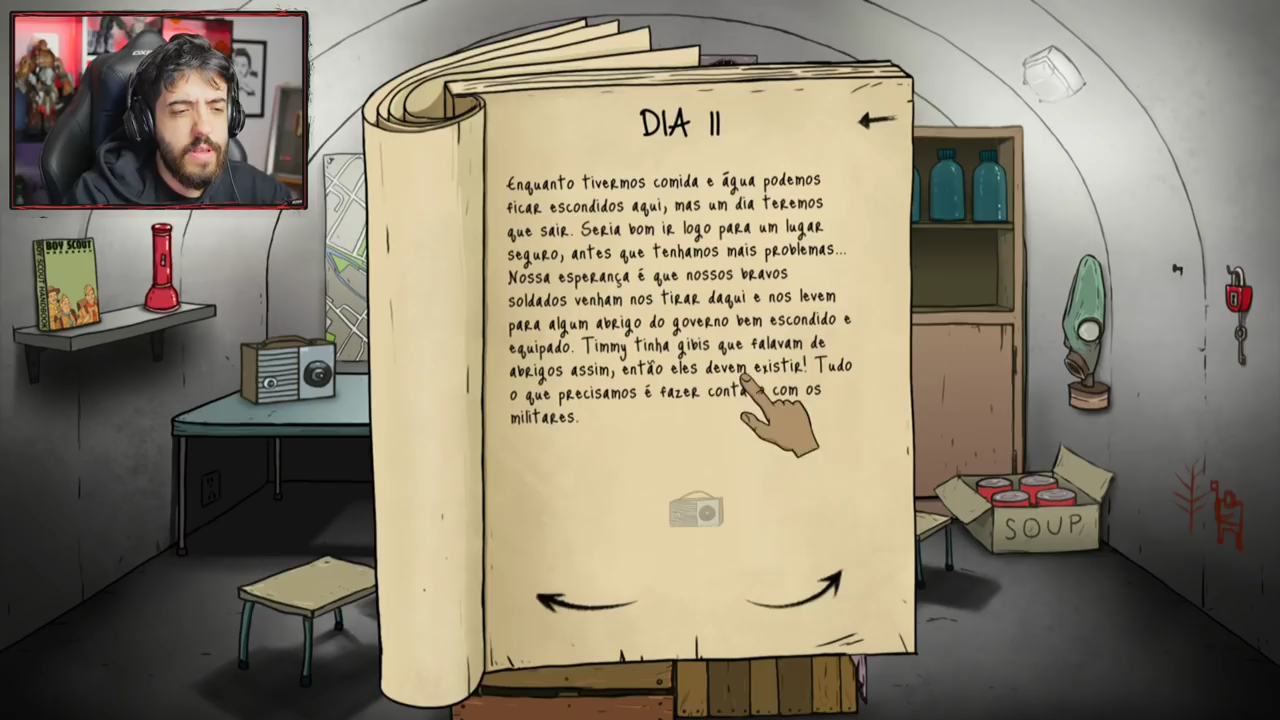 DIA 11
Enquanto tivermos comida e água podemos
ficar escondidos aqui, mas um dia teremos
que sair. Seria bom ir logo para um lugar
seguro, antes que tenhamos mais problemas...
Nossa esperança é que nossos bravos
soldados venham nos tirar daqui e nos levem
para algum abrigo do governo bem escondido e
equipado. Timmy tinha gibis que falavam de
abrigos assim, então eles devem existir! Tudo
o que precisamos é fazer com os
militares.
BOY SCOUT
BOY SCOUT HANDBOOK
SOUP